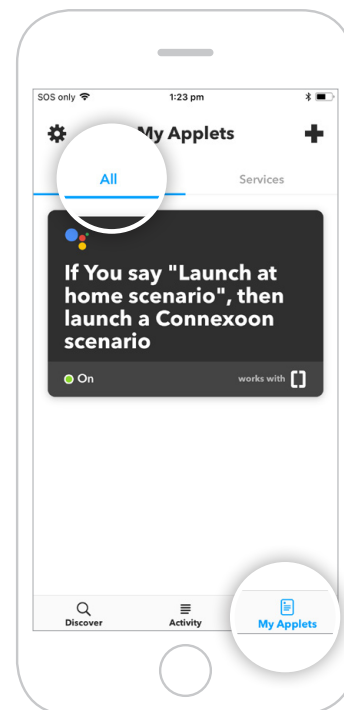 SOS only 1:23 pm
My Applets
All Services
If You say "Launch at
home scenario", then
launch a Connexoon
scenario
On works with
Discover Activity My Applets